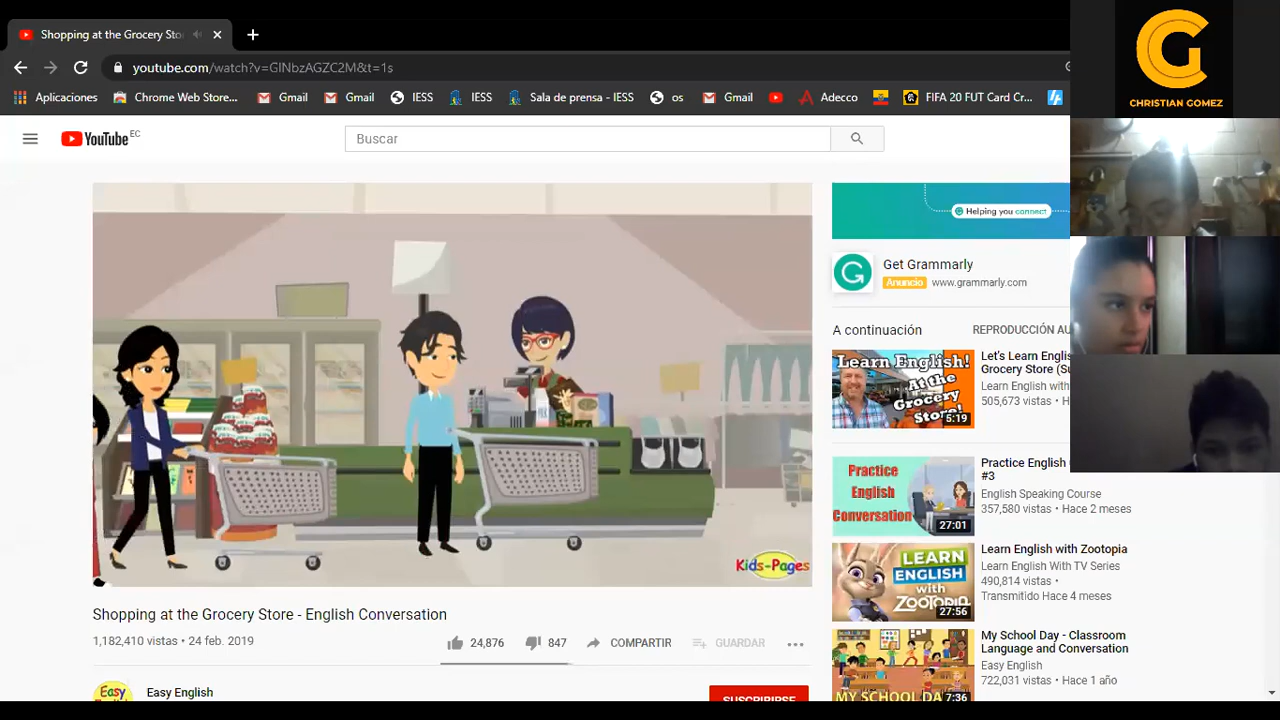 Shopping at the Grocery Sto
youtube.com/watch?v=GlNbzAGZC2M&t=1s
Aplicaciones
Chrome Web Store...
Gmail
Gmail
IESS
IESS
Sala de prensa - IESS
os
Gmail
Adecco
FIFA 20 FUT Card Cr...
CHRISTIAN GOMEZ
YouTube EC
Buscar
Helping you connect
Get Grammarly
Anuncio www.grammarly.com
A continuación
REPRODUCCIÓN AU
Learn English!
At the
Grocery
Store!
5:19
Let's Learn Engli
Grocery Store (Su
Learn English with
505,673 vistas • H
Practice
English
Conversation
27:01
Practice English
#3
English Speaking Course
357,580 vistas • Hace 2 meses
LEARN
ENGLISH
with
ZOOTOPIA
27:56
Learn English with Zootopia
Learn English With TV Series
490,814 vistas •
Transmitido Hace 4 meses
MY SCHOOL DA
7:36
My School Day - Classroom
Language and Conversation
Easy English
722,031 vistas • Hace 1 año
Kids-Pages
Shopping at the Grocery Store - English Conversation
1,182,410 vistas • 24 feb. 2019
24,876
847
COMPARTIR
GUARDAR
Easy
Easy English
SUSCRIBIRSE